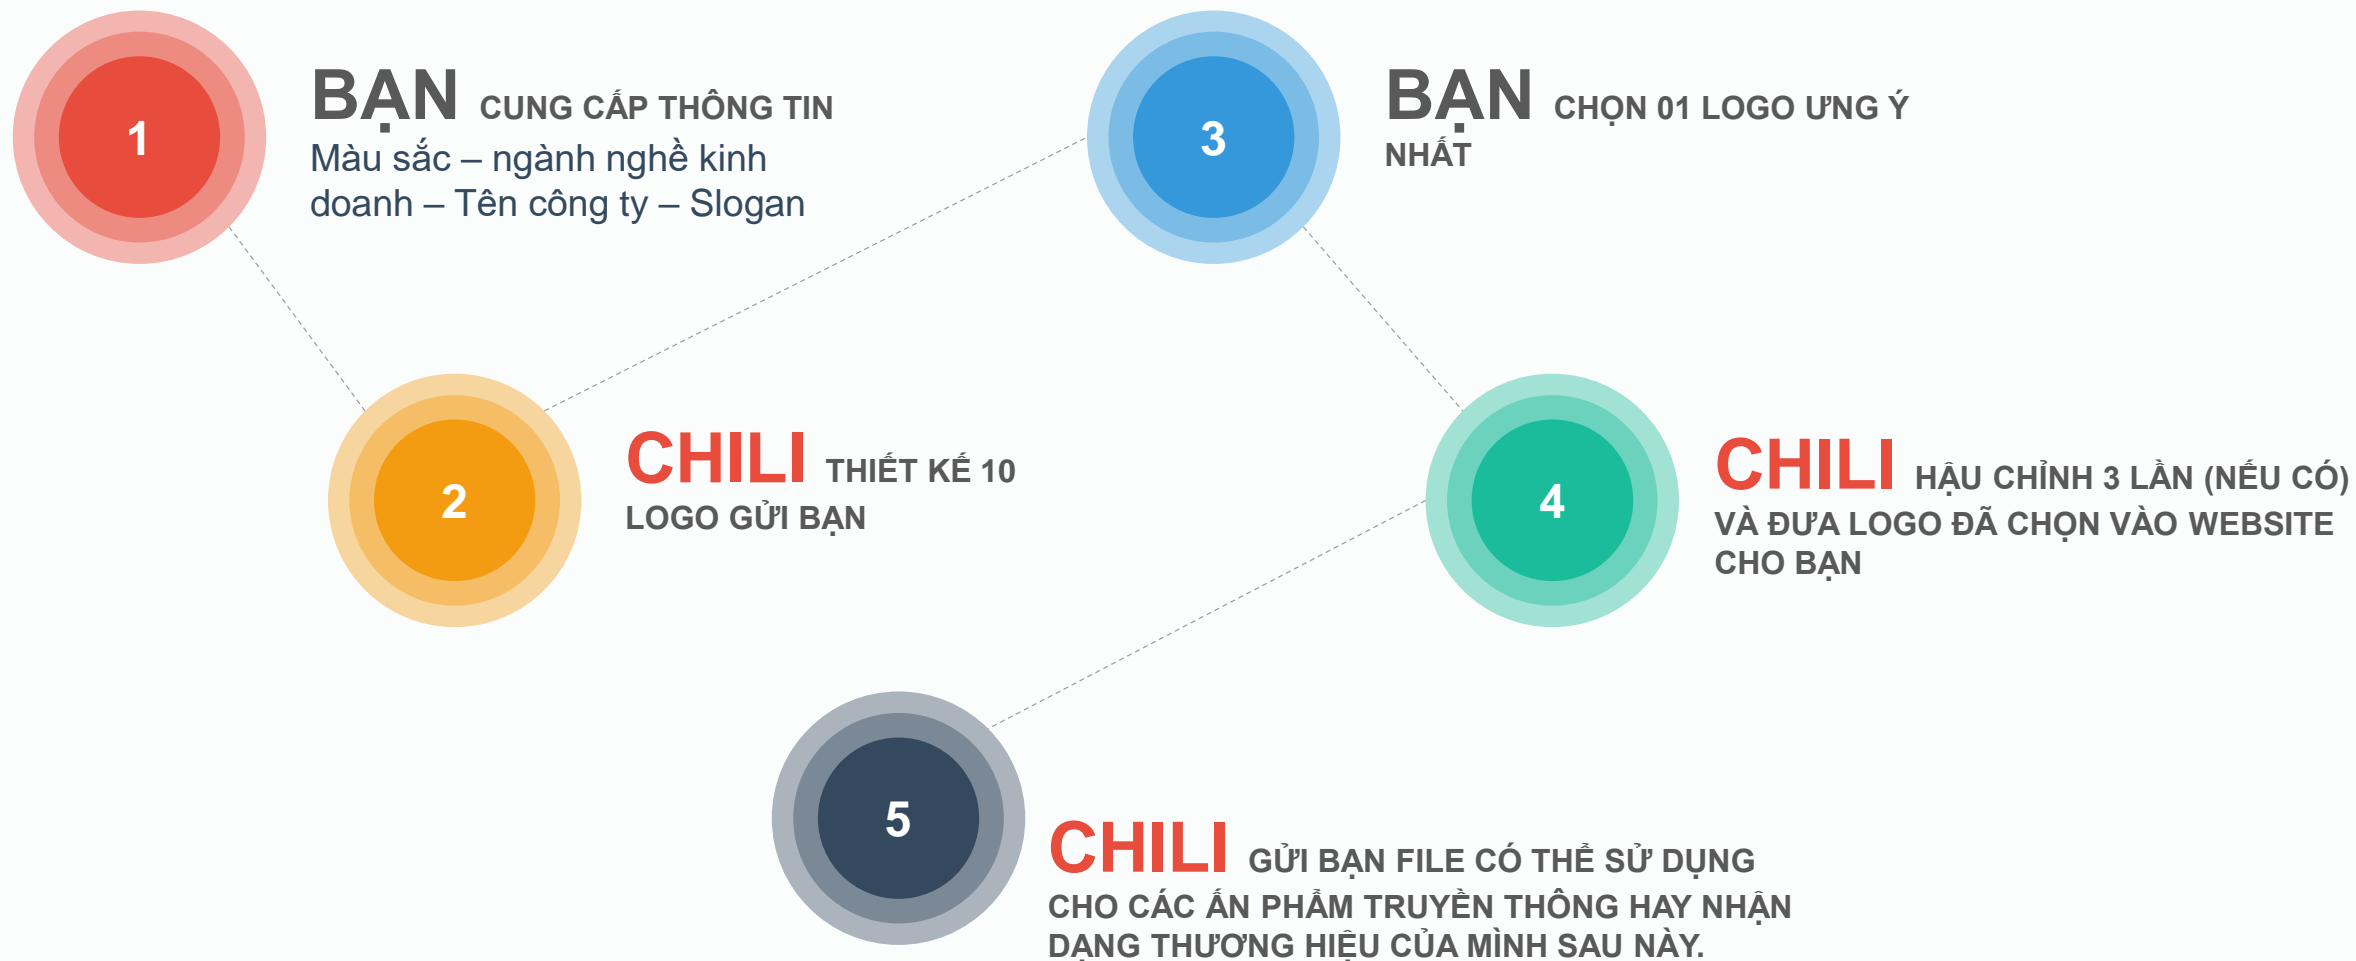 1
BẠN CUNG CẤP THÔNG TIN
Màu sắc – ngành nghề kinh
doanh – Tên công ty – Slogan
2
CHILI THIẾT KẾ 10
LOGO GỬI BẠN
3
BẠN CHỌN 01 LOGO ƯNG Ý
NHẤT
4
CHILI HẬU CHỈNH 3 LẦN (NẾU CÓ)
VÀ ĐƯA LOGO ĐÃ CHỌN VÀO WEBSITE
CHO BẠN
5
CHILI GỬI BẠN FILE CÓ THỂ SỬ DỤNG
CHO CÁC ẤN PHẨM TRUYỀN THÔNG HAY NHẬN
DẠNG THƯƠNG HIỆU CỦA MÌNH SAU NÀY.